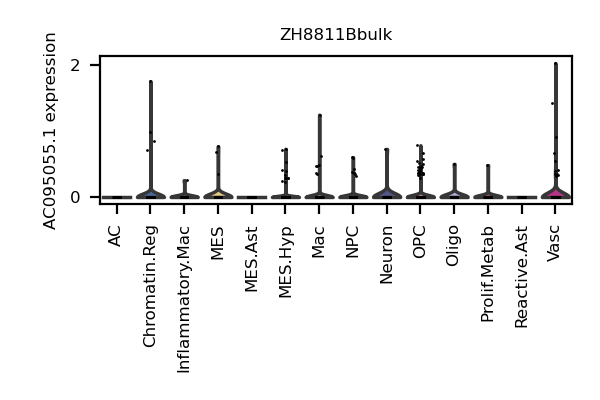 ZH8811Bbulk
AC095055.1 expression
2
0
AC
Chromatin.Reg
Inflammatory.Mac
MES
MES.Ast
MES.Hyp
Mac
NPC
Neuron
OPC
Oligo
Prolif.Metab
Reactive.Ast
Vasc